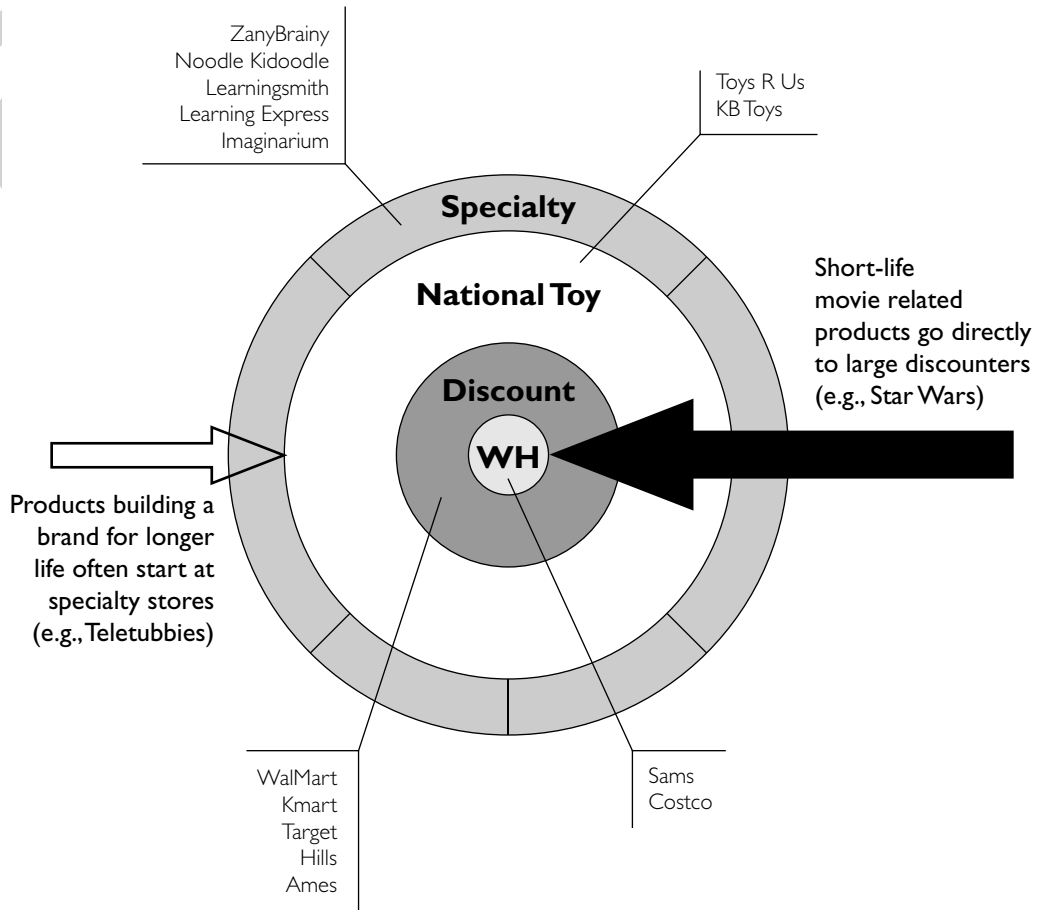 ZanyBrainy
Noodle Kidoodle
Learningsmith
Learning Express
Imaginarium
Toys R Us
KB Toys
Specialty
National Toy
Discount
WH
Short-life
movie related
products go directly
to large discounters
(e.g., Star Wars)
Products building a
brand for longer
life often start at
specialty stores
(e.g., Teletubbies)
WalMart
Kmart
Target
Hills
Ames
Sams
Costco